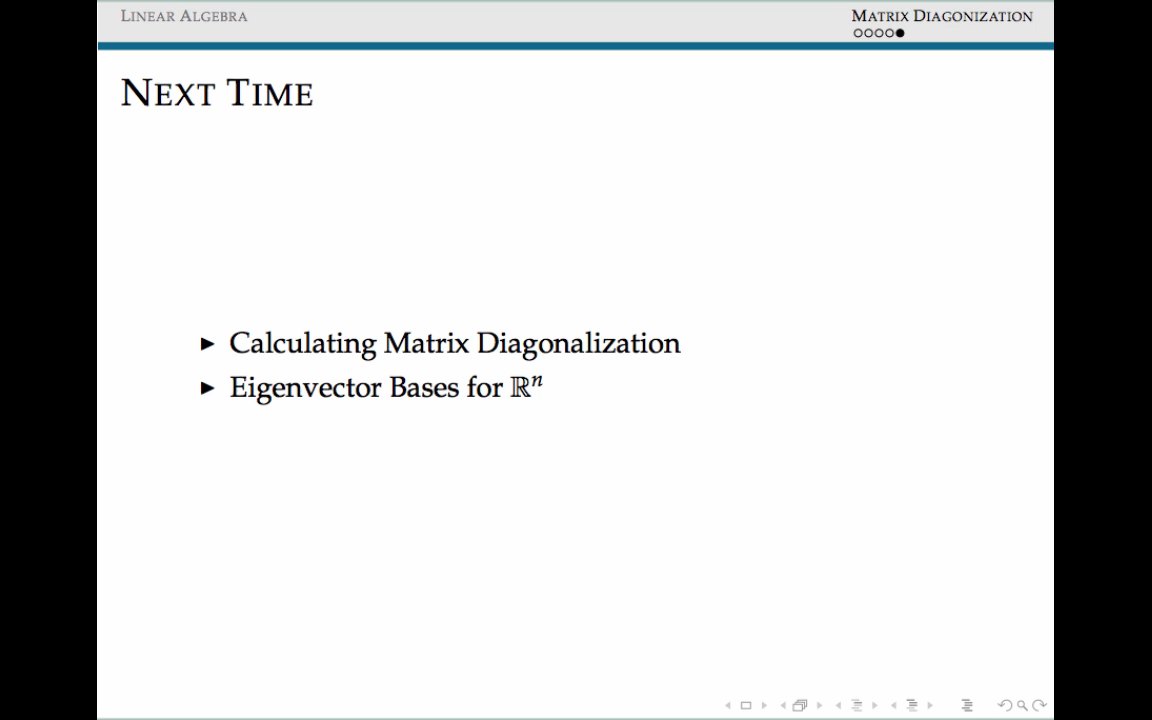 LINEAR ALGEBRA
MATRIX DIAGONIZATION
NEXT TIME
► Calculating Matrix Diagonalization
► Eigenvector Bases for ℝⁿ